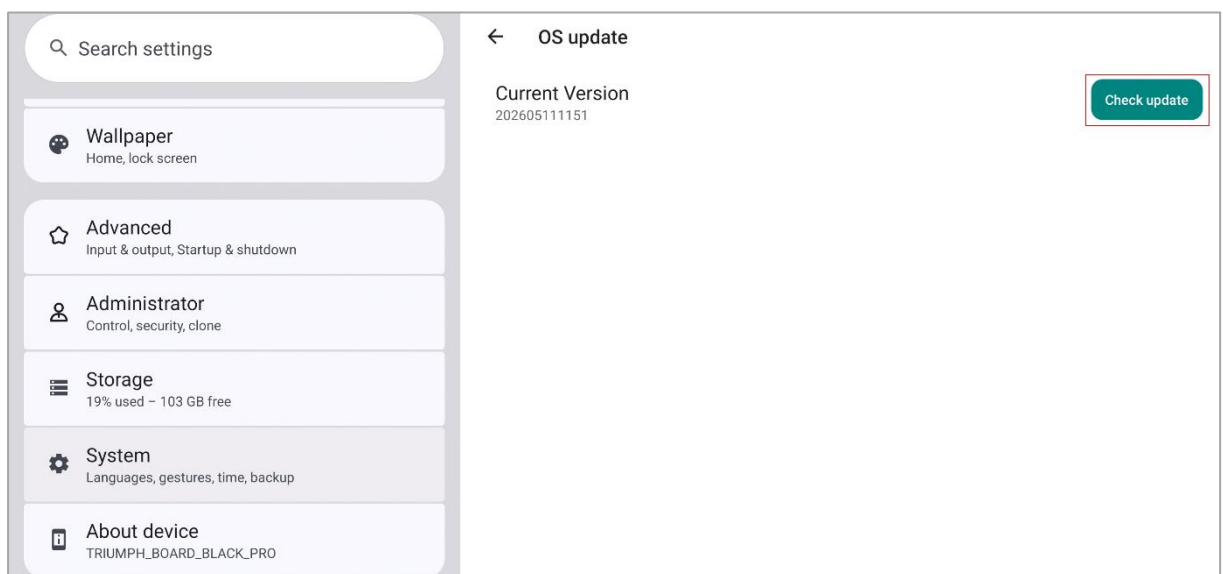 Search settings
Wallpaper
Home, lock screen
Advanced
Input & output, Startup & shutdown
Administrator
Control, security, clone
Storage
19% used – 103 GB free
System
Languages, gestures, time, backup
About device
TRIUMPH_BOARD_BLACK_PRO
OS update
Current Version
202605111151
Check update